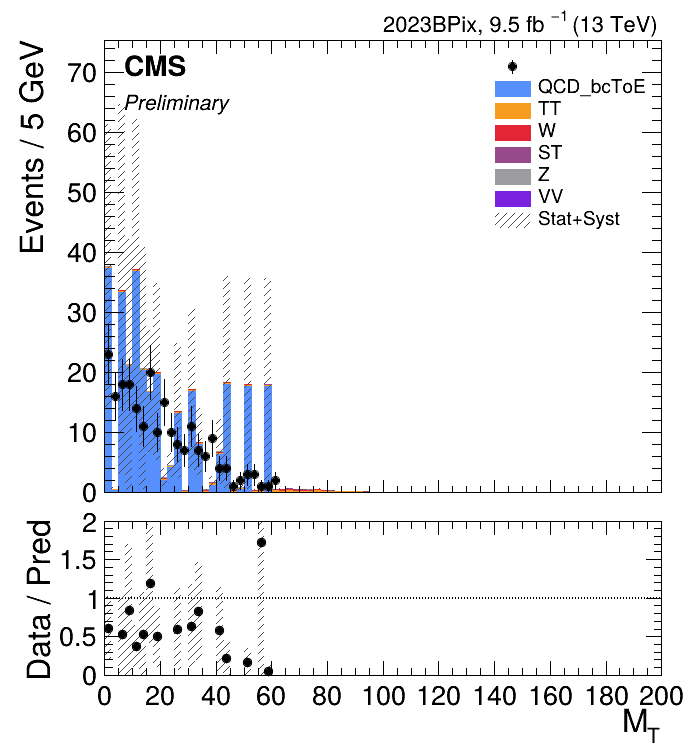 2023BPix, 9.5 fb⁻¹ (13 TeV)
CMS
Preliminary
QCD_bcToE
TT
W
ST
Z
VV
Stat+Syst
Events / 5 GeV
70
60
50
40
30
20
10
0
Data / Pred
2
1.5
1
0.5
0
0 20 40 60 80 100 120 140 160 180 200
M_T